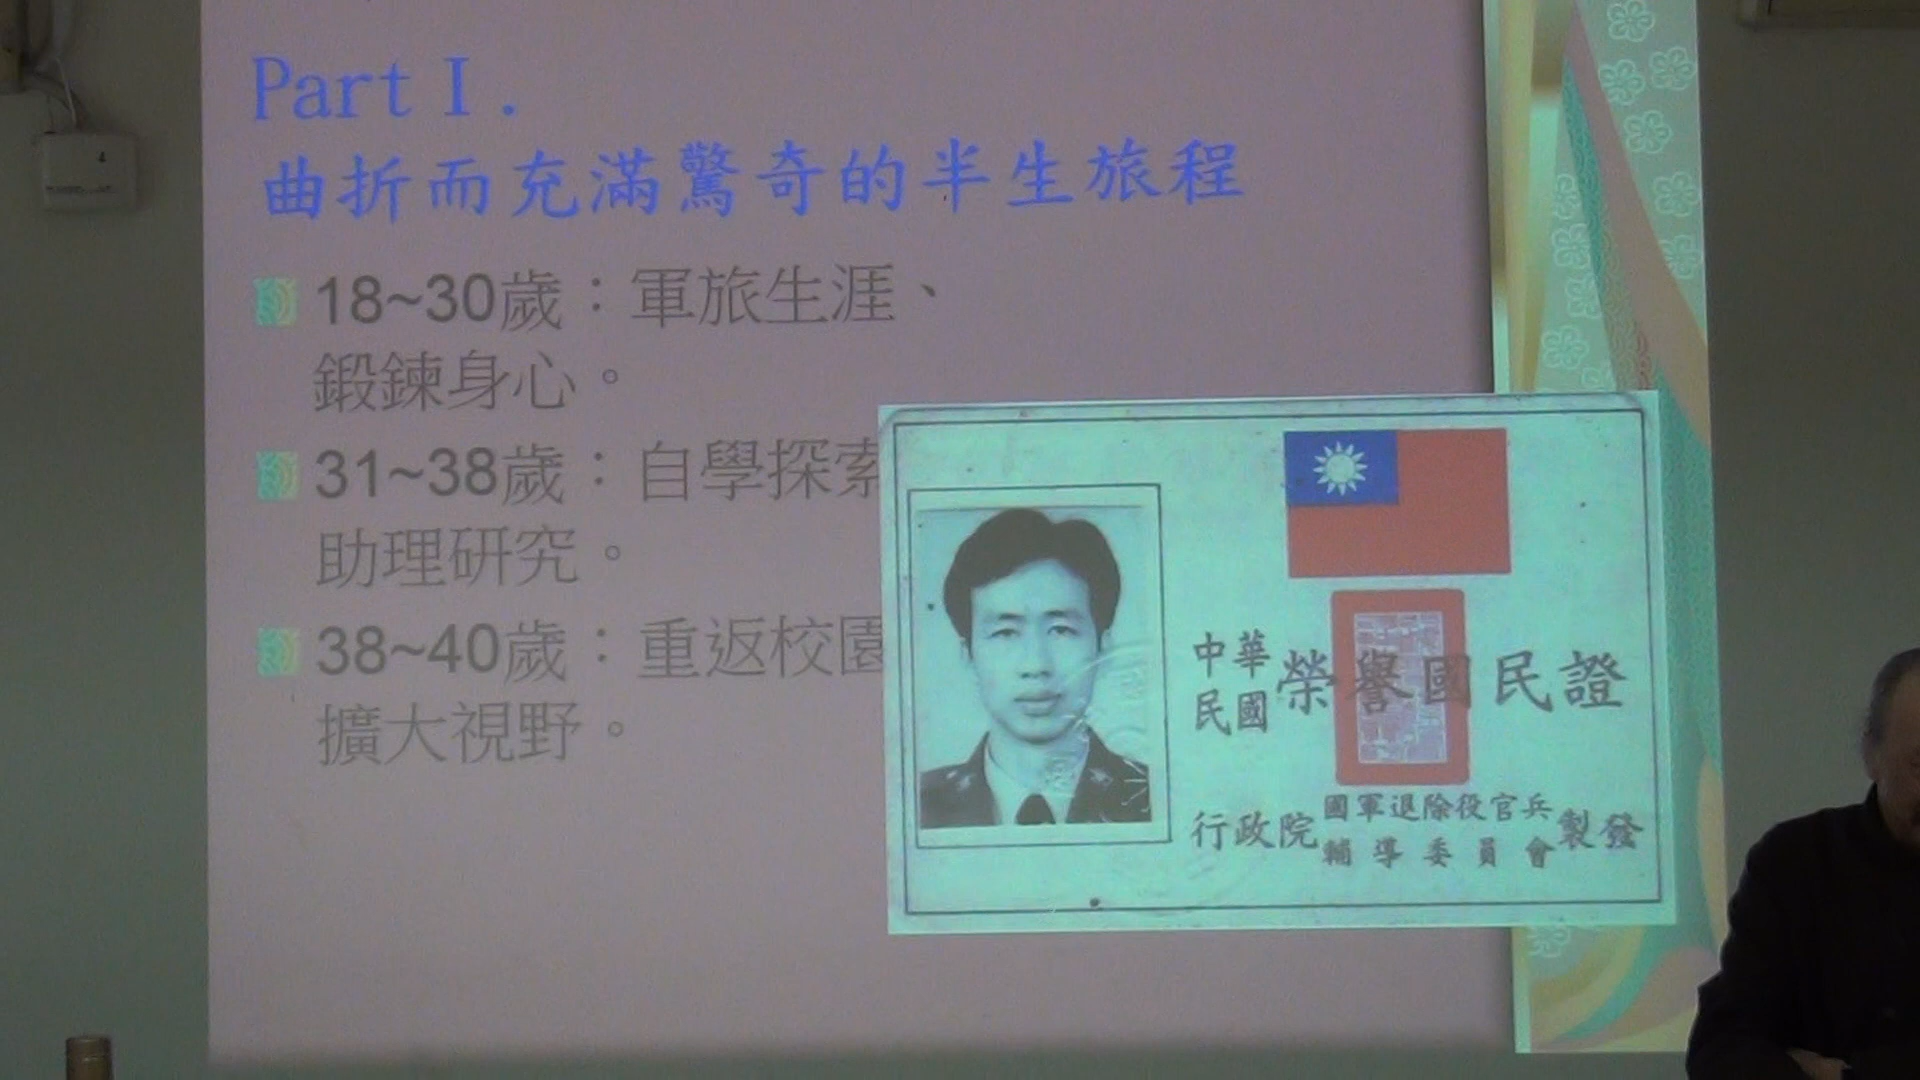 Part I.
曲折而充滿驚奇的半生旅程
18~30歲：軍旅生涯、
鍛鍊身心。
31~38歲：自學探索
助理研究。
38~40歲：重返校園
擴大視野。
中華民國榮譽國民證
行政院國軍退除役官兵輔導委員會製發